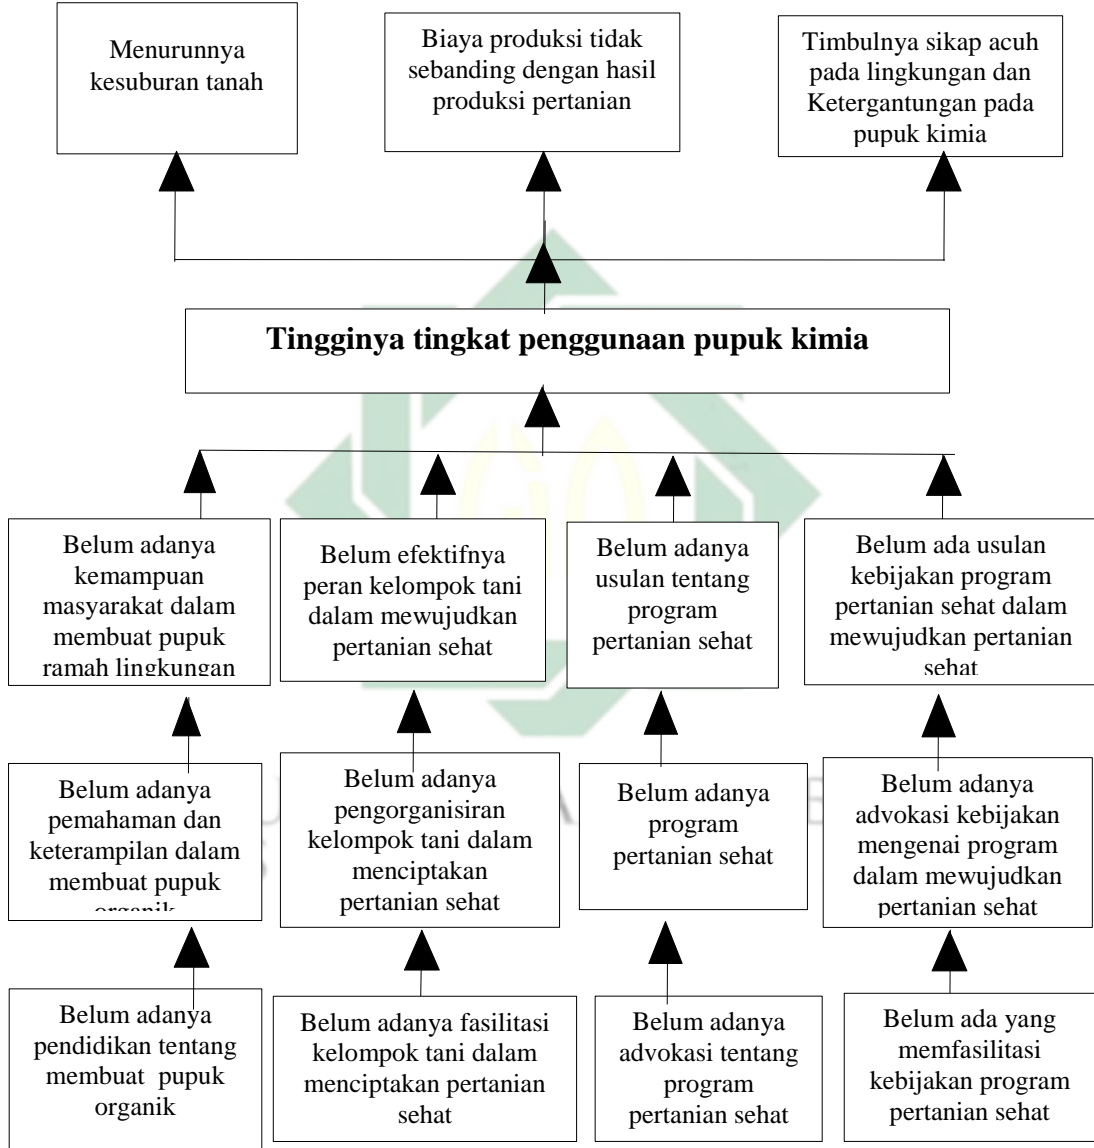 Menurunnya
kesuburan tanah
Biaya produksi tidak
sebanding dengan hasil
produksi pertanian
Timbulnya sikap acuh
pada lingkungan dan
Ketergantungan pada
pupuk kimia
Tingginya tingkat penggunaan pupuk kimia
Belum adanya
kemampuan
masyarakat dalam
membuat pupuk
ramah lingkungan
Belum efektifnya
peran kelompok tani
dalam mewujudkan
pertanian sehat
Belum adanya
usulan tentang
program
pertanian sehat
Belum ada usulan
kebijakan program
pertanian sehat dalam
mewujudkan pertanian
sehat
Belum adanya
pemahaman dan
keterampilan dalam
membuat pupuk
organik
Belum adanya
pengorganisiran
kelompok tani dalam
menciptakan
pertanian sehat
Belum adanya
program
pertanian sehat
Belum adanya
advokasi kebijakan
mengenai program
dalam mewujudkan
pertanian sehat
Belum adanya
pendidikan tentang
membuat pupuk
organik
Belum adanya fasilitasi
kelompok tani dalam
menciptakan pertanian
sehat
Belum adanya
advokasi tentang
program
pertanian sehat
Belum ada yang
memfasilitasi
kebijakan program
pertanian sehat